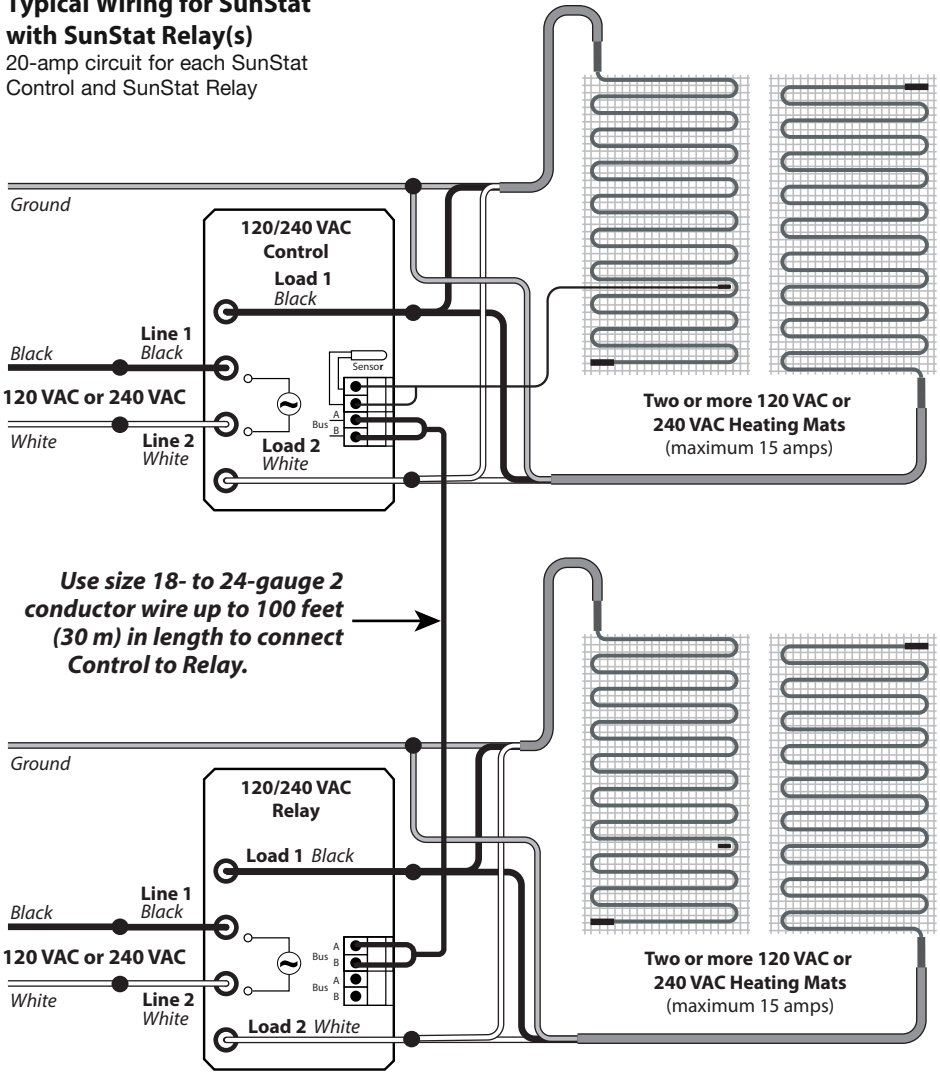 Typical Wiring for SunStat
with SunStat Relay(s)
20-amp circuit for each SunStat
Control and SunStat Relay
Ground
120/240 VAC
Control
Load 1
Black
Line 1
Black
Black
Sensor
120 VAC or 240 VAC
A
Bus
B
White
Line 2
White
Load 2
White
Two or more 120 VAC or
240 VAC Heating Mats
(maximum 15 amps)
Use size 18- to 24-gauge 2
conductor wire up to 100 feet
(30 m) in length to connect
Control to Relay.
Ground
120/240 VAC
Relay
Load 1 Black
Line 1
Black
Black
120 VAC or 240 VAC
A
Bus
B
A
Bus
B
White
Line 2
White
Load 2 White
Two or more 120 VAC or
240 VAC Heating Mats
(maximum 15 amps)